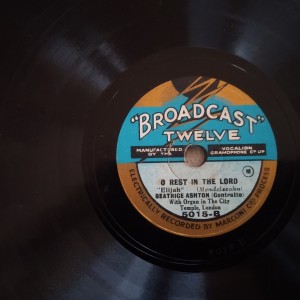 "BROADCAST"
TWELVE
MANUFACTURED BY THE
VOCALION GRAMOPHONE CO LTD
O REST IN THE LORD
"Elijah" (Mendelssohn)
BEATRICE ASHTON (Contralto)
With Organ in The City
Temple, London
5015-B
ELECTRICALLY RECORDED BY MARCONI CO'S PROCESS